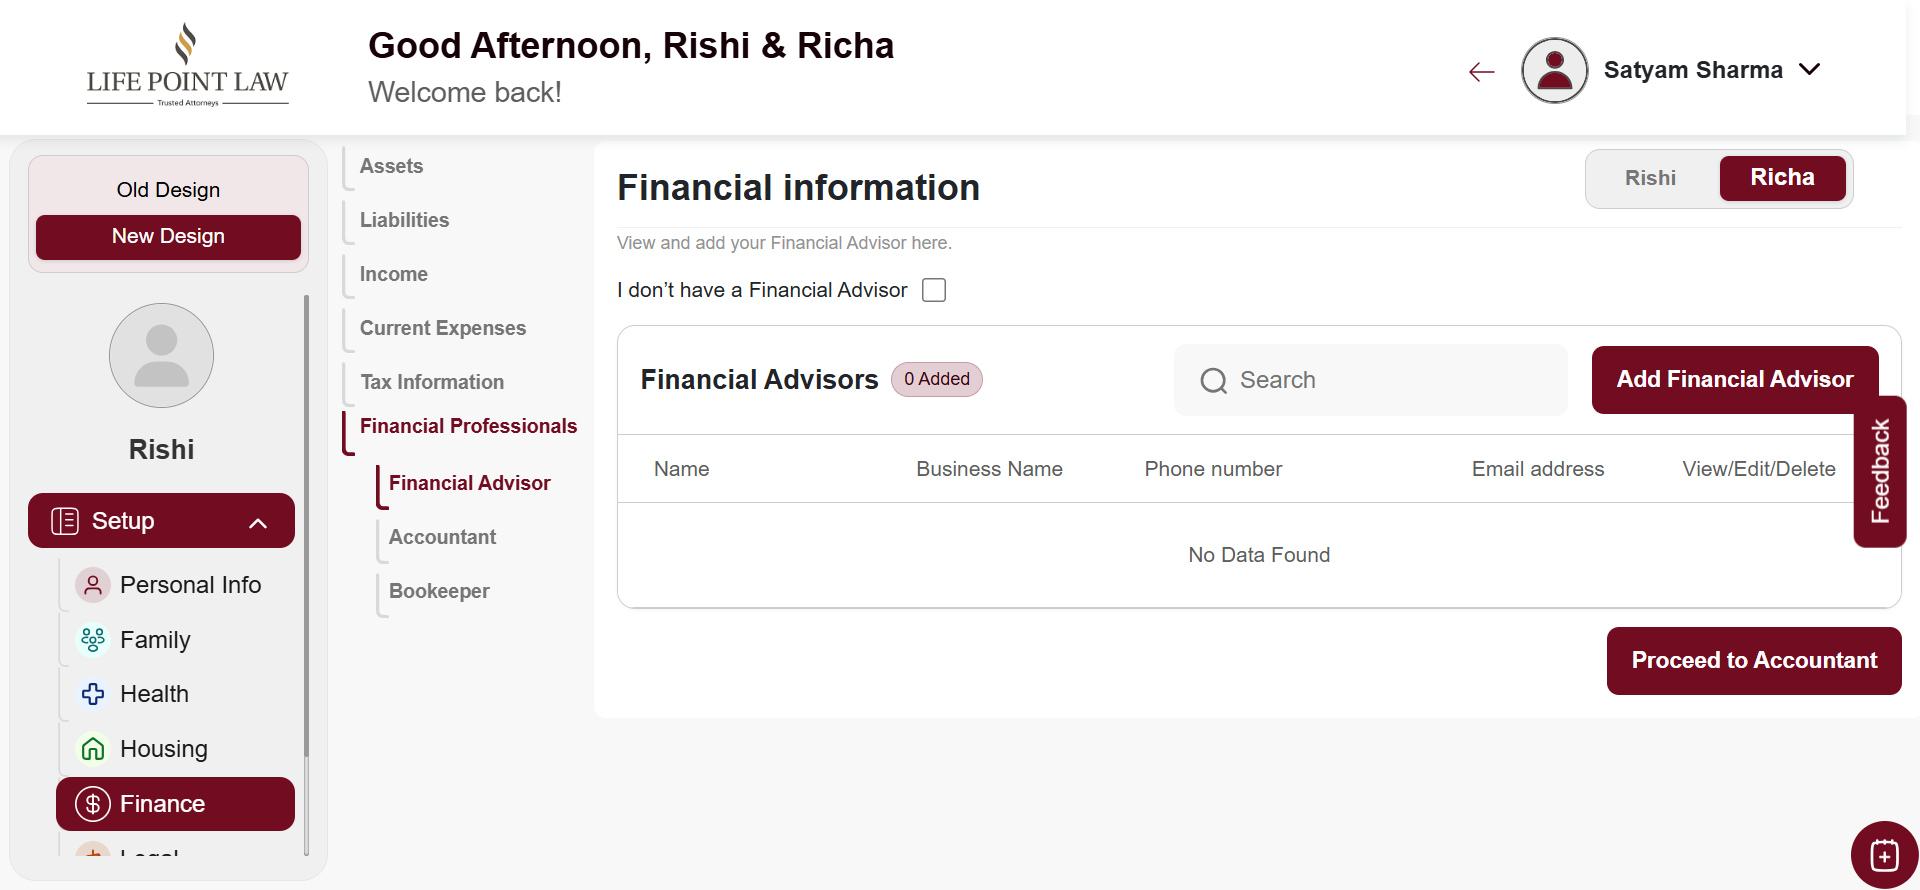 LIFE POINT LAW
Trusted Attorneys
Good Afternoon, Rishi & Richa
Welcome back!
Satyam Sharma
Old Design
New Design
Rishi
Setup
Personal Info
Family
Health
Housing
Finance
Legal
Assets
Liabilities
Income
Current Expenses
Tax Information
Financial Professionals
Financial Advisor
Accountant
Bookeeper
Financial information
Rishi
Richa
View and add your Financial Advisor here.
I don’t have a Financial Advisor
Financial Advisors
0 Added
Search
Add Financial Advisor
Name
Business Name
Phone number
Email address
View/Edit/Delete
No Data Found
Proceed to Accountant
Feedback